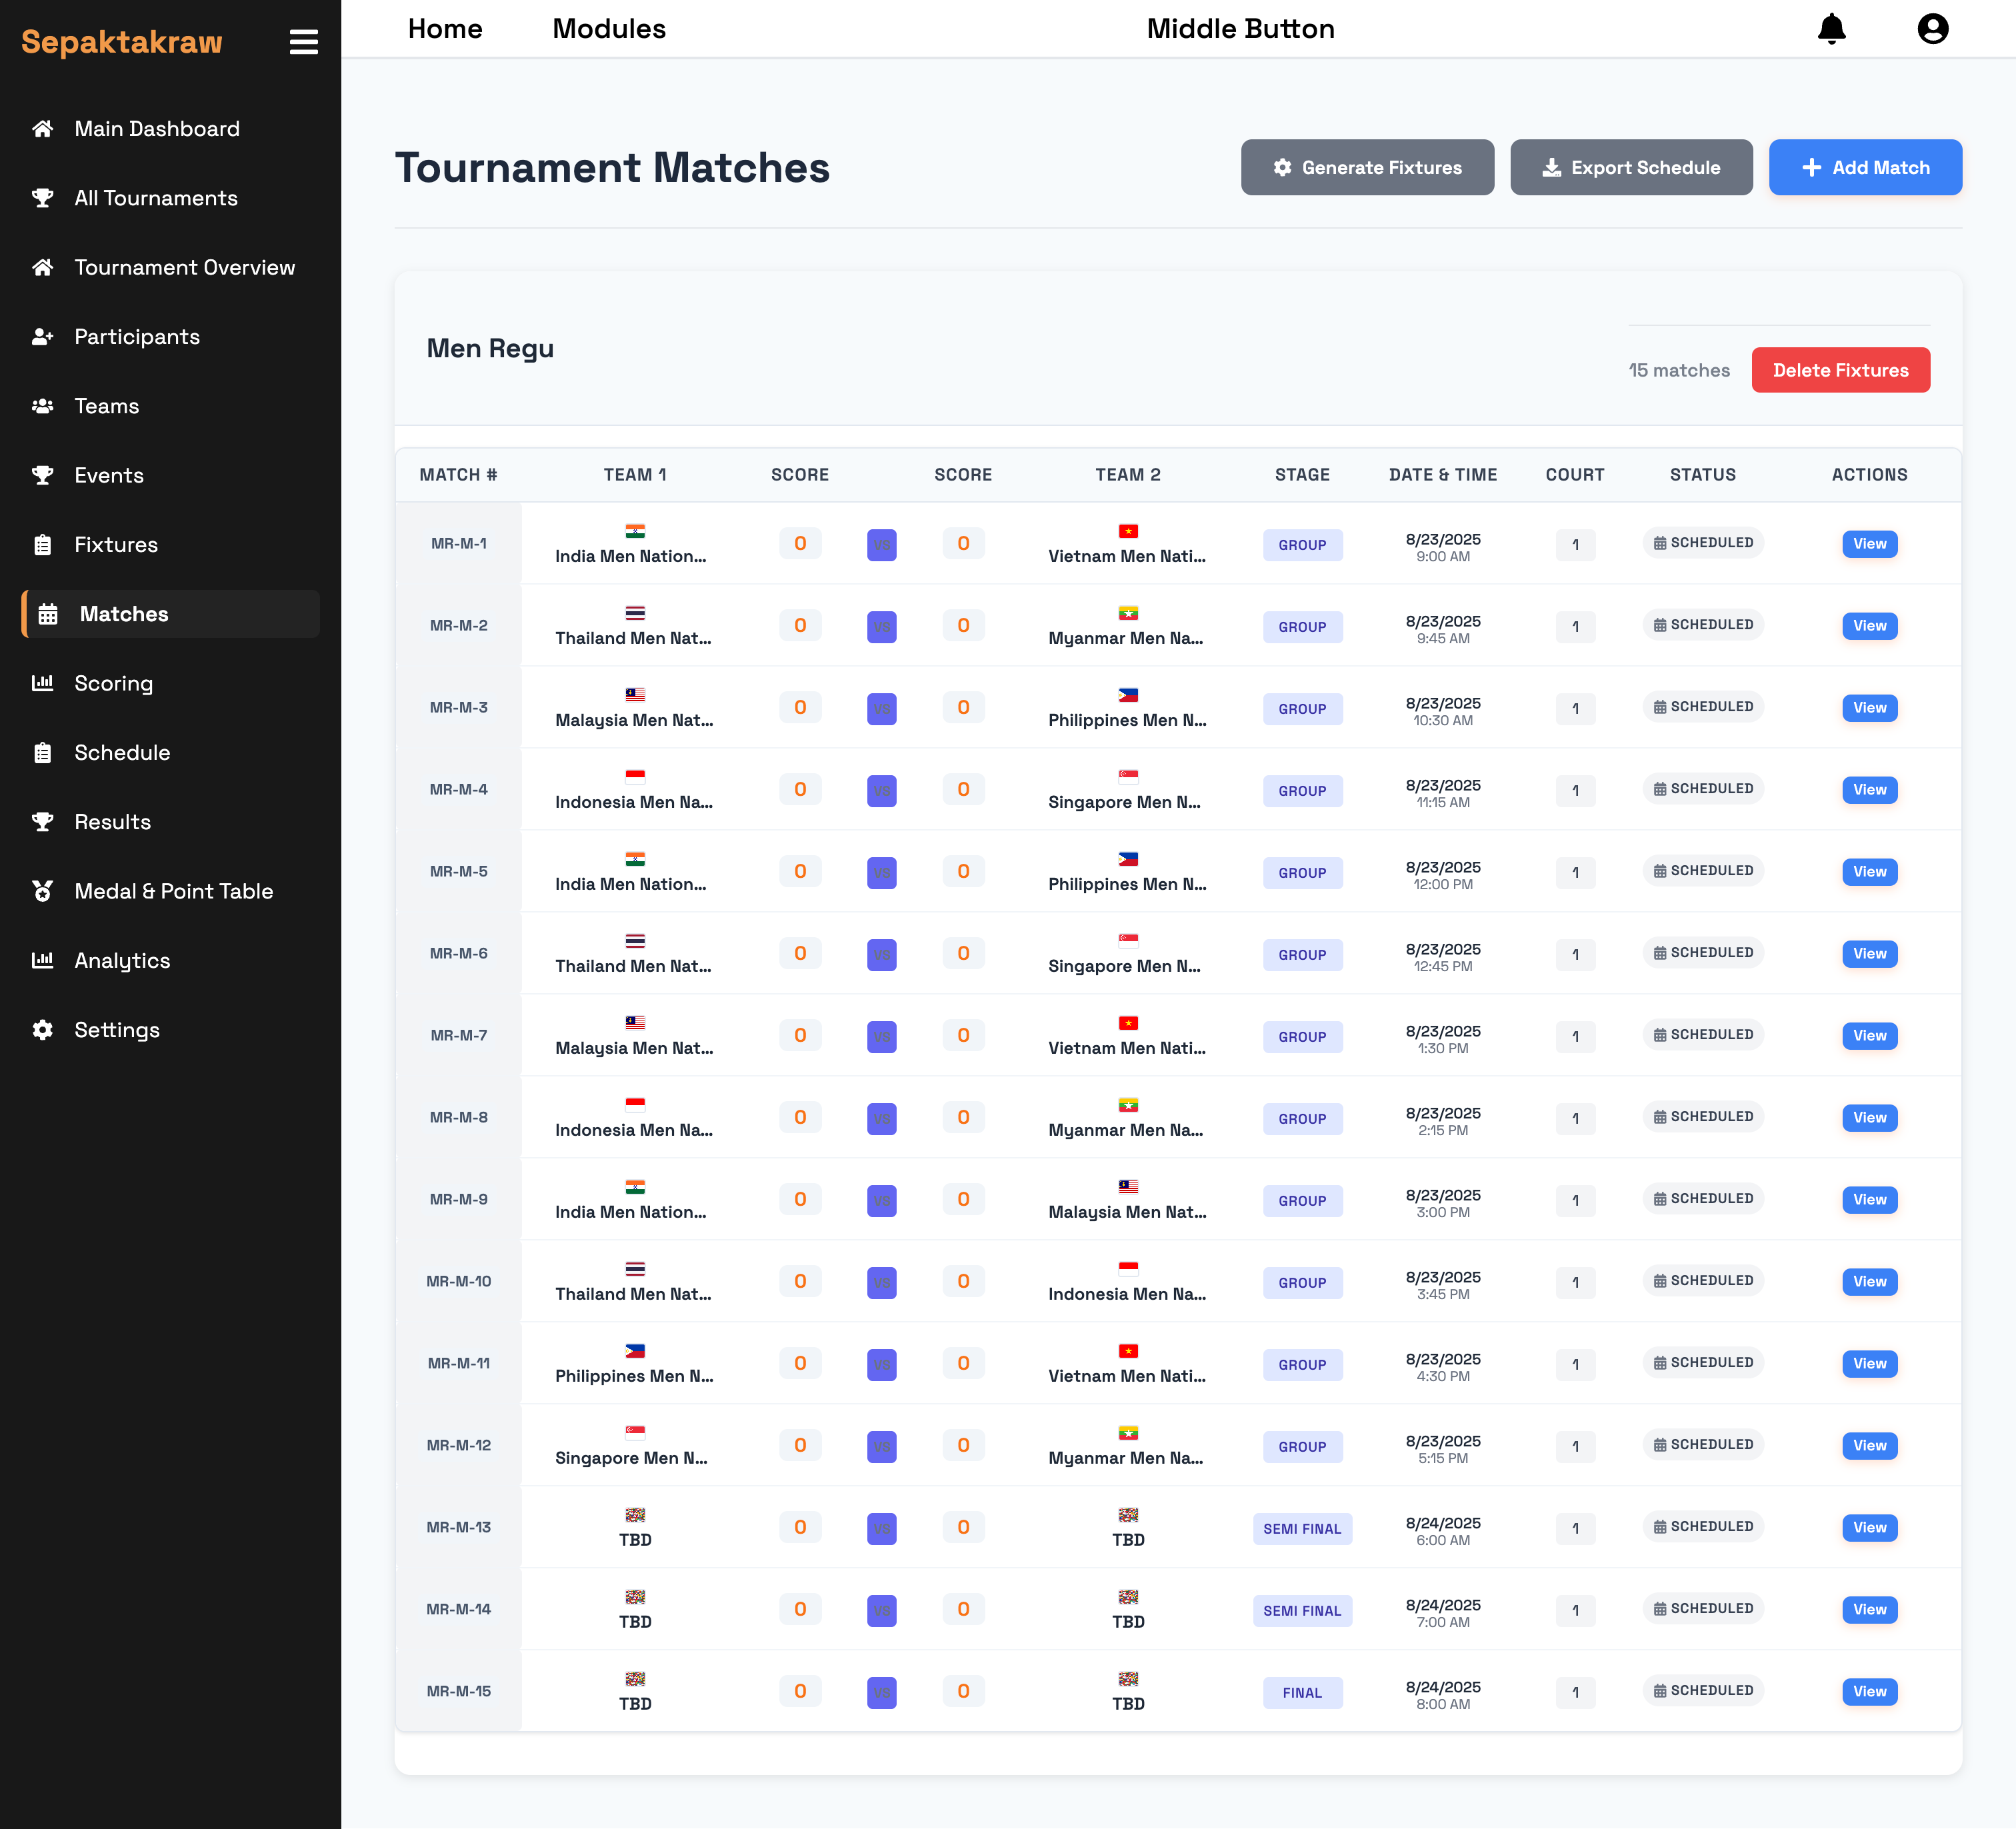 Sepaktakraw
Home
Modules
Middle Button
Main Dashboard
All Tournaments
Tournament Overview
Participants
Teams
Events
Fixtures
Matches
Scoring
Schedule
Results
Medal & Point Table
Analytics
Settings
Tournament Matches
Generate Fixtures
Export Schedule
Add Match
Men Regu
15 matches
Delete Fixtures
MATCH # TEAM 1 SCORE SCORE TEAM 2 STAGE DATE & TIME COURT STATUS ACTIONS
MR-M-1 India Men Nation... 0 VS 0 Vietnam Men Nati... GROUP 8/23/2025 9:00 AM 1 SCHEDULED View
MR-M-2 Thailand Men Nat... 0 VS 0 Myanmar Men Na... GROUP 8/23/2025 9:45 AM 1 SCHEDULED View
MR-M-3 Malaysia Men Nat... 0 VS 0 Philippines Men N... GROUP 8/23/2025 10:30 AM 1 SCHEDULED View
MR-M-4 Indonesia Men Na... 0 VS 0 Singapore Men N... GROUP 8/23/2025 11:15 AM 1 SCHEDULED View
MR-M-5 India Men Nation... 0 VS 0 Philippines Men N... GROUP 8/23/2025 12:00 PM 1 SCHEDULED View
MR-M-6 Thailand Men Nat... 0 VS 0 Singapore Men N... GROUP 8/23/2025 12:45 PM 1 SCHEDULED View
MR-M-7 Malaysia Men Nat... 0 VS 0 Vietnam Men Nati... GROUP 8/23/2025 1:30 PM 1 SCHEDULED View
MR-M-8 Indonesia Men Na... 0 VS 0 Myanmar Men Na... GROUP 8/23/2025 2:15 PM 1 SCHEDULED View
MR-M-9 India Men Nation... 0 VS 0 Malaysia Men Nat... GROUP 8/23/2025 3:00 PM 1 SCHEDULED View
MR-M-10 Thailand Men Nat... 0 VS 0 Indonesia Men Na... GROUP 8/23/2025 3:45 PM 1 SCHEDULED View
MR-M-11 Philippines Men N... 0 VS 0 Vietnam Men Nati... GROUP 8/23/2025 4:30 PM 1 SCHEDULED View
MR-M-12 Singapore Men N... 0 VS 0 Myanmar Men Na... GROUP 8/23/2025 5:15 PM 1 SCHEDULED View
MR-M-13 TBD 0 VS 0 TBD SEMI FINAL 8/24/2025 6:00 AM 1 SCHEDULED View
MR-M-14 TBD 0 VS 0 TBD SEMI FINAL 8/24/2025 7:00 AM 1 SCHEDULED View
MR-M-15 TBD 0 VS 0 TBD FINAL 8/24/2025 8:00 AM 1 SCHEDULED View